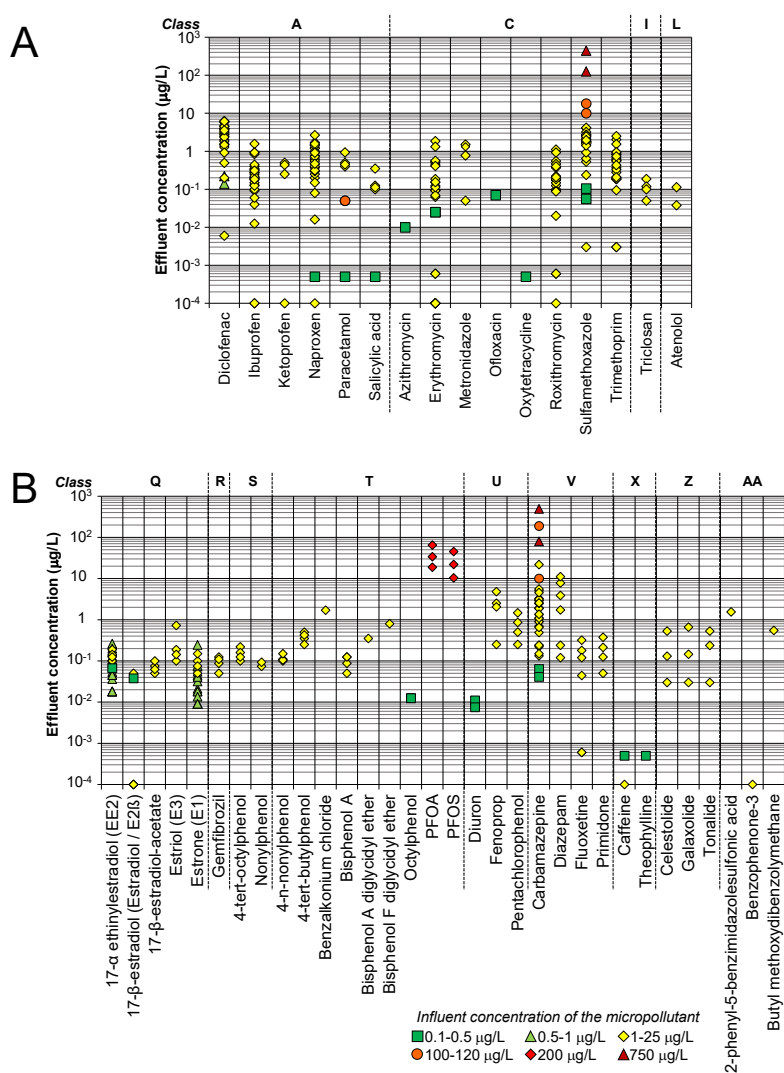 A
Class A C I L
Effluent concentration (µg/L)
10³
10²
10
1
10⁻¹
10⁻²
10⁻³
10⁻⁴
Diclofenac
Ibuprofen
Ketoprofen
Naproxen
Paracetamol
Salicylic acid
Azithromycin
Erythromycin
Metronidazole
Ofloxacin
Oxytetracycline
Roxithromycin
Sulfamethoxazole
Trimethoprim
Triclosan
Atenolol
B
Class Q R S T U V X Z AA
Effluent concentration (µg/L)
10³
10²
10
1
10⁻¹
10⁻²
10⁻³
10⁻⁴
17-α ethinylestradiol (EE2)
17-β-estradiol (Estradiol / E2ß)
17-β-estradiol-acetate
Estriol (E3)
Estrone (E1)
Gemfibrozil
4-tert-octylphenol
Nonylphenol
4-n-nonylphenol
4-tert-butylphenol
Benzalkonium chloride
Bisphenol A
Bisphenol A diglycidyl ether
Bisphenol F diglycidyl ether
Octylphenol
PFOA
PFOS
Diuron
Fenoprop
Pentachlorophenol
Carbamazepine
Diazepam
Fluoxetine
Primidone
Caffeine
Theophylline
Celestolide
Galaxolide
Tonalide
2-phenyl-5-benzimidazolesulfonic acid
Benzophenone-3
Butyl methoxydibenzolymethane
Influent concentration of the micropollutant
0.1-0.5 µg/L 0.5-1 µg/L 1-25 µg/L
100-120 µg/L 200 µg/L 750 µg/L